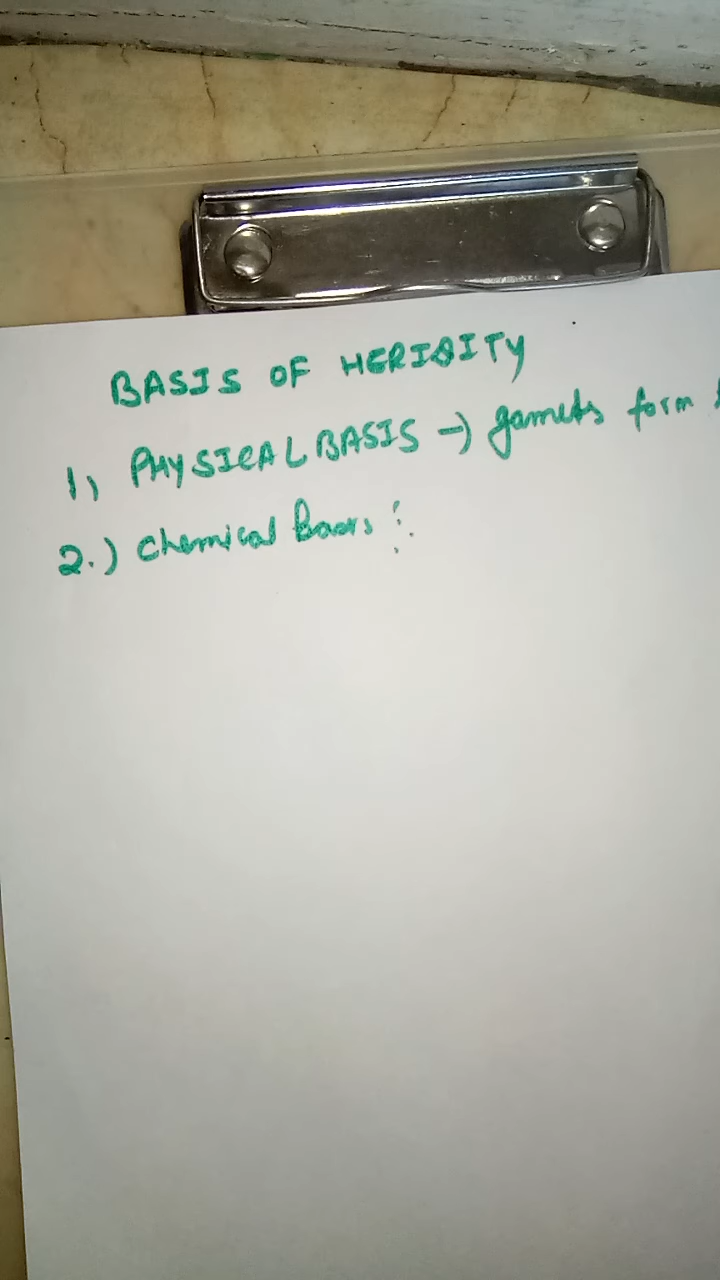 BASIS OF HERIDITY
1, PHYSICAL BASIS → gamets form
2.) Chemical Basis :